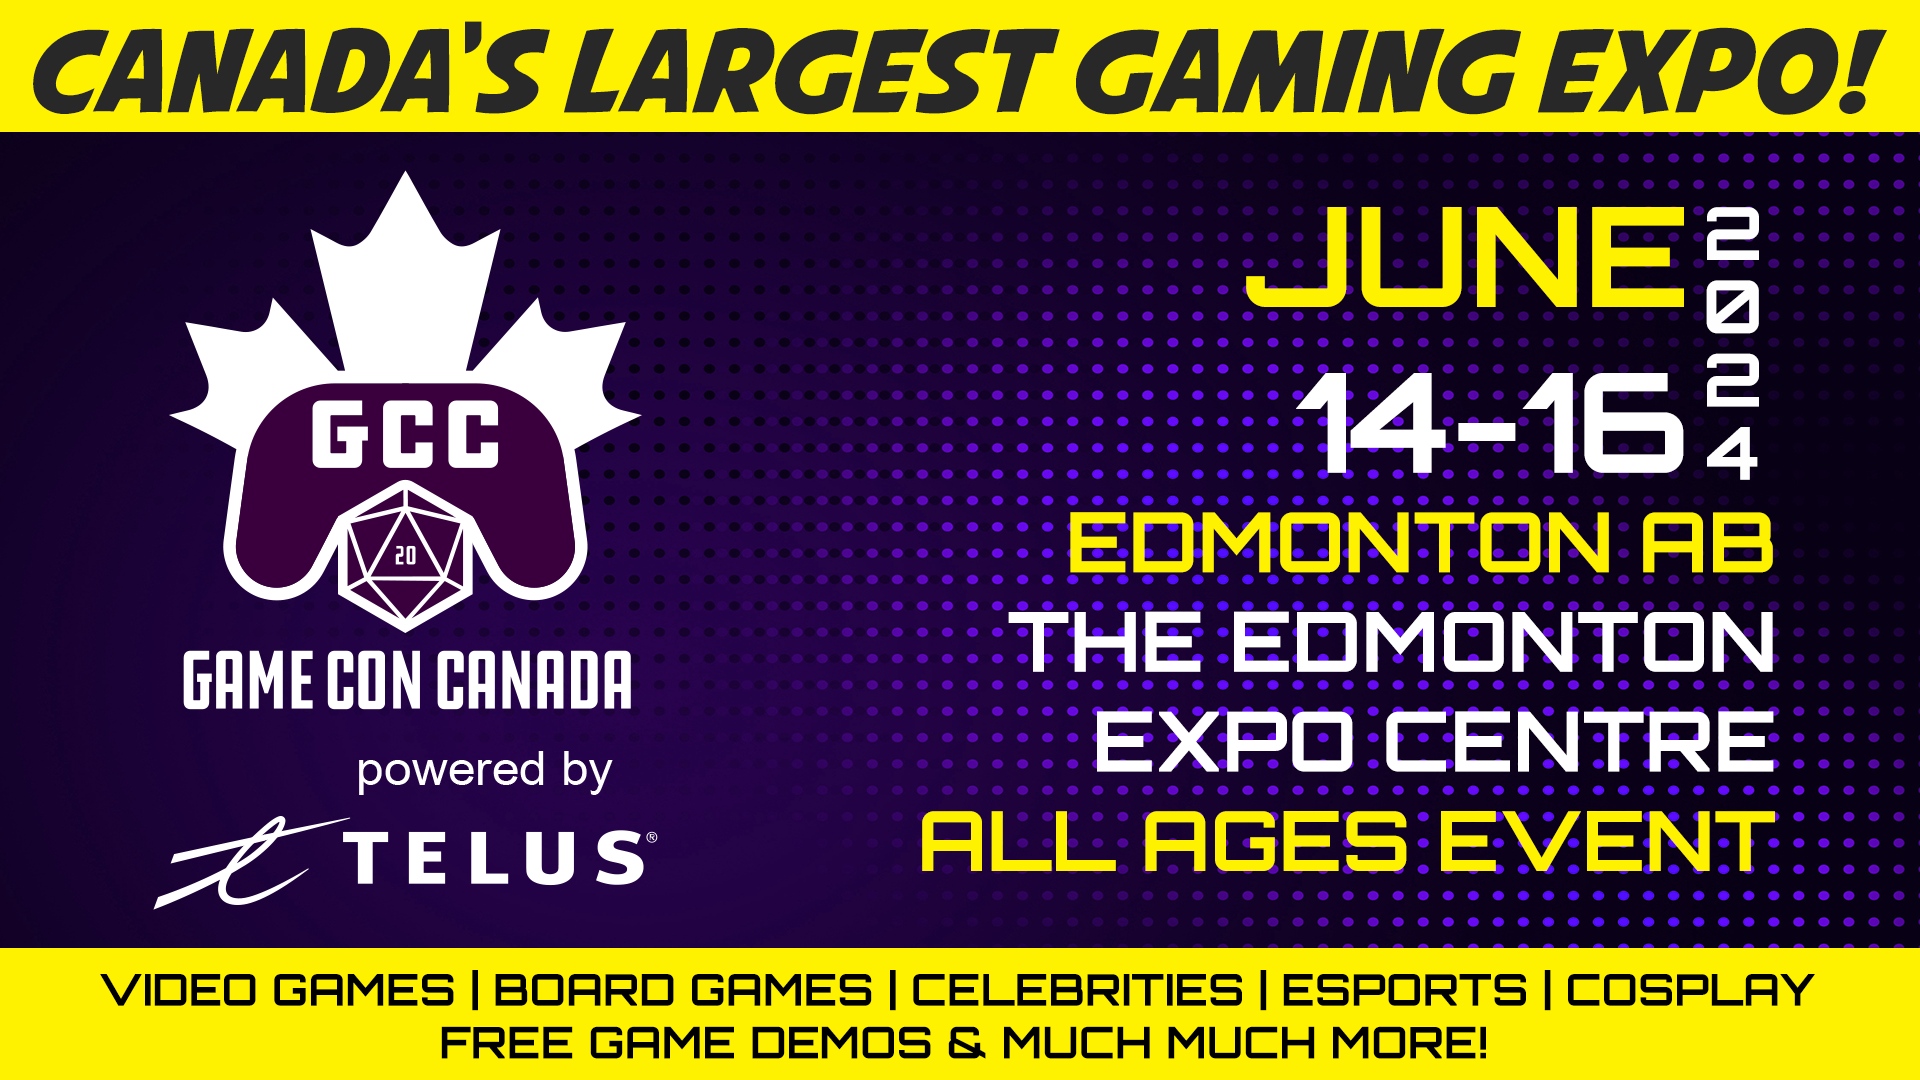 CANADA'S LARGEST GAMING EXPO!
GCC
20
GAME CON CANADA
powered by
TELUS®
JUNE
2024
14-16
EDMONTON AB
THE EDMONTON
EXPO CENTRE
ALL AGES EVENT
VIDEO GAMES | BOARD GAMES | CELEBRITIES | ESPORTS | COSPLAY
FREE GAME DEMOS & MUCH MUCH MORE!